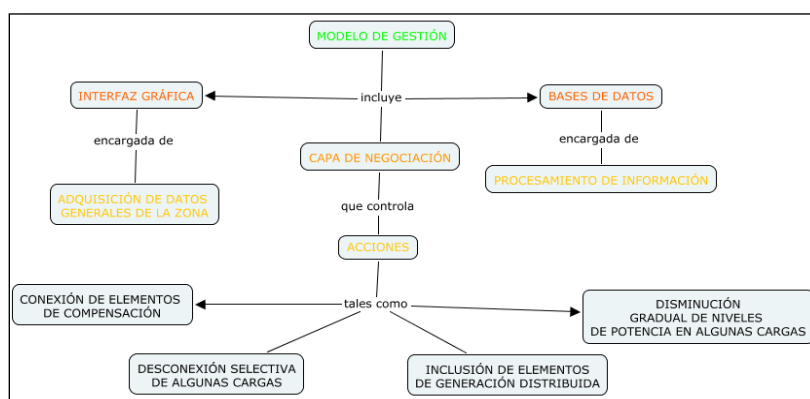 MODELO DE GESTIÓN
INTERFAZ GRÁFICA
incluye
BASES DE DATOS
encargada de
encargada de
CAPA DE NEGOCIACIÓN
ADQUISICIÓN DE DATOS
GENERALES DE LA ZONA
PROCESAMIENTO DE INFORMACIÓN
que controla
ACCIONES
tales como
CONEXIÓN DE ELEMENTOS
DE COMPENSACIÓN
DISMINUCIÓN
GRADUAL DE NIVELES
DE POTENCIA EN ALGUNAS CARGAS
DESCONEXIÓN SELECTIVA
DE ALGUNAS CARGAS
INCLUSIÓN DE ELEMENTOS
DE GENERACIÓN DISTRIBUIDA